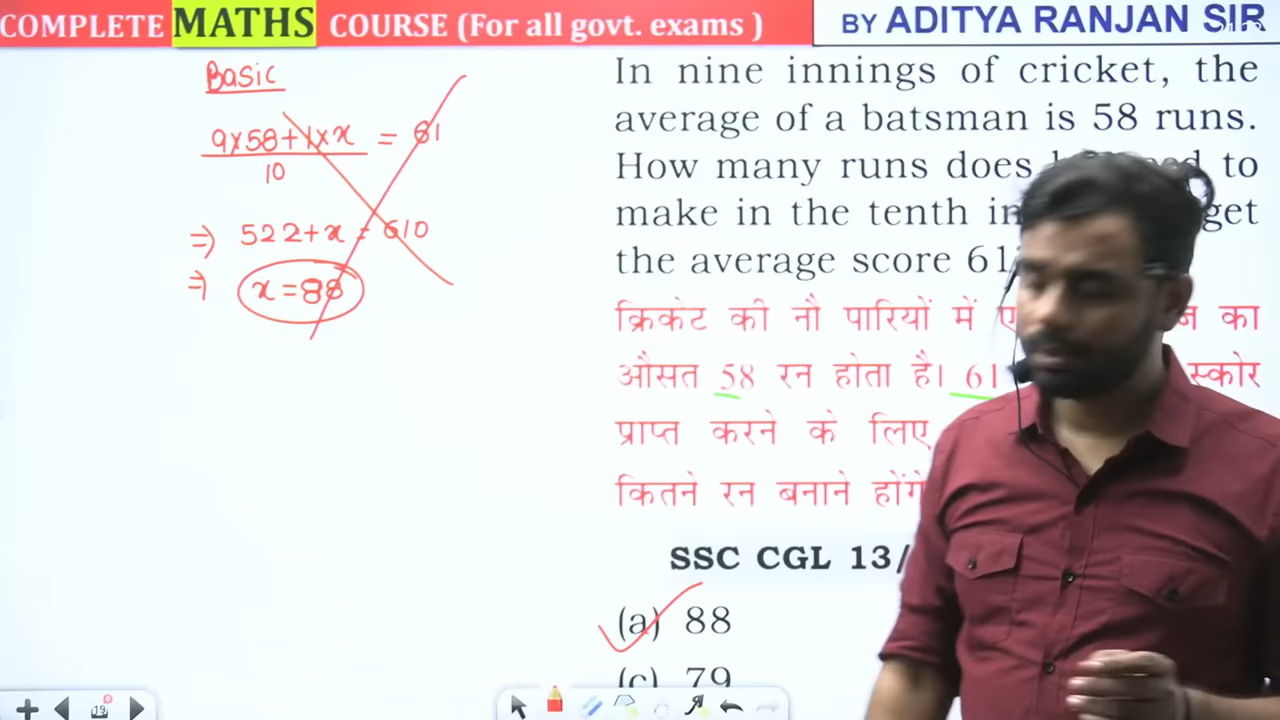 COMPLETE MATHS COURSE (For all govt. exams )
BY ADITYA RANJAN SIR
Basic
9×58+1×x = 61
10
⇒ 522+x = 610
⇒ x = 88
In nine innings of cricket, the
average of a batsman is 58 runs.
How many runs does to
make in the tenth get
the average score 61
क्रिकेट की नौ पारियों में का
औसत 58 रन होता है। 61 स्कोर
प्राप्त करने के लिए
कितने रन बनाने होंगे
SSC CGL 13/
(a) 88
(c) 79
19